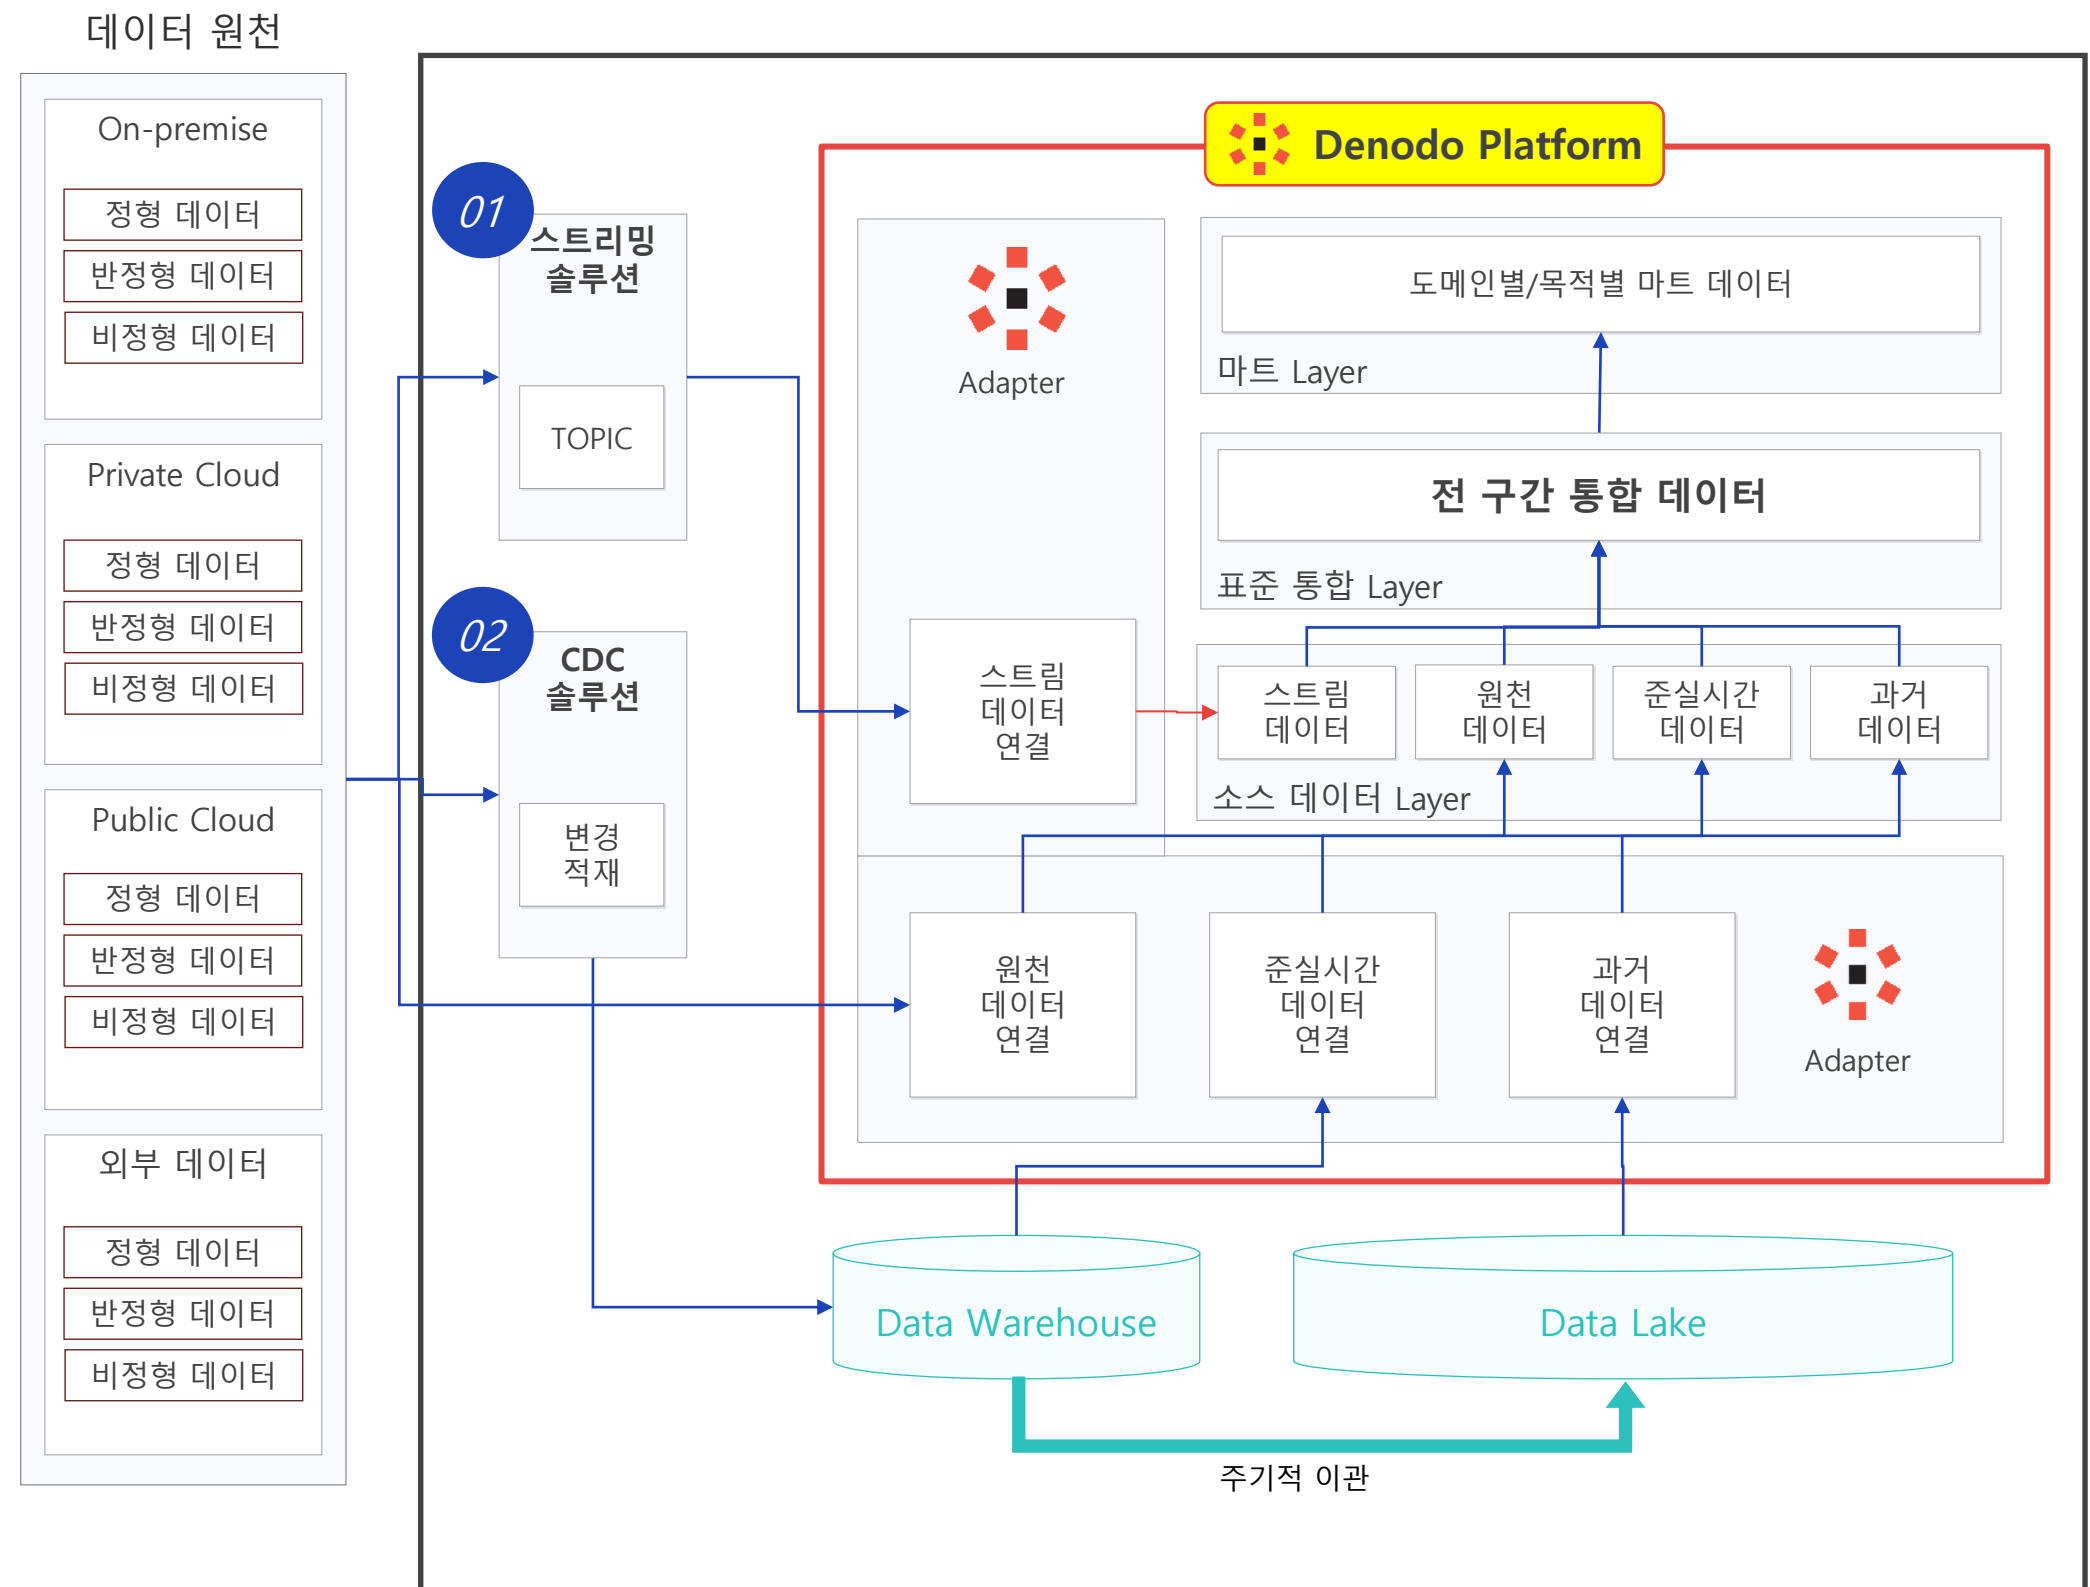 데이터 원천
On-premise
정형 데이터
반정형 데이터
비정형 데이터
Private Cloud
정형 데이터
반정형 데이터
비정형 데이터
Public Cloud
정형 데이터
반정형 데이터
비정형 데이터
외부 데이터
정형 데이터
반정형 데이터
비정형 데이터
01
스트리밍
솔루션
TOPIC
02
CDC
솔루션
변경
적재
Denodo Platform
Adapter
도메인별/목적별 마트 데이터
마트 Layer
전 구간 통합 데이터
표준 통합 Layer
스트림
데이터
연결
스트림
데이터
원천
데이터
준실시간
데이터
과거
데이터
소스 데이터 Layer
원천
데이터
연결
준실시간
데이터
연결
과거
데이터
연결
Adapter
Data Warehouse
Data Lake
주기적 이관